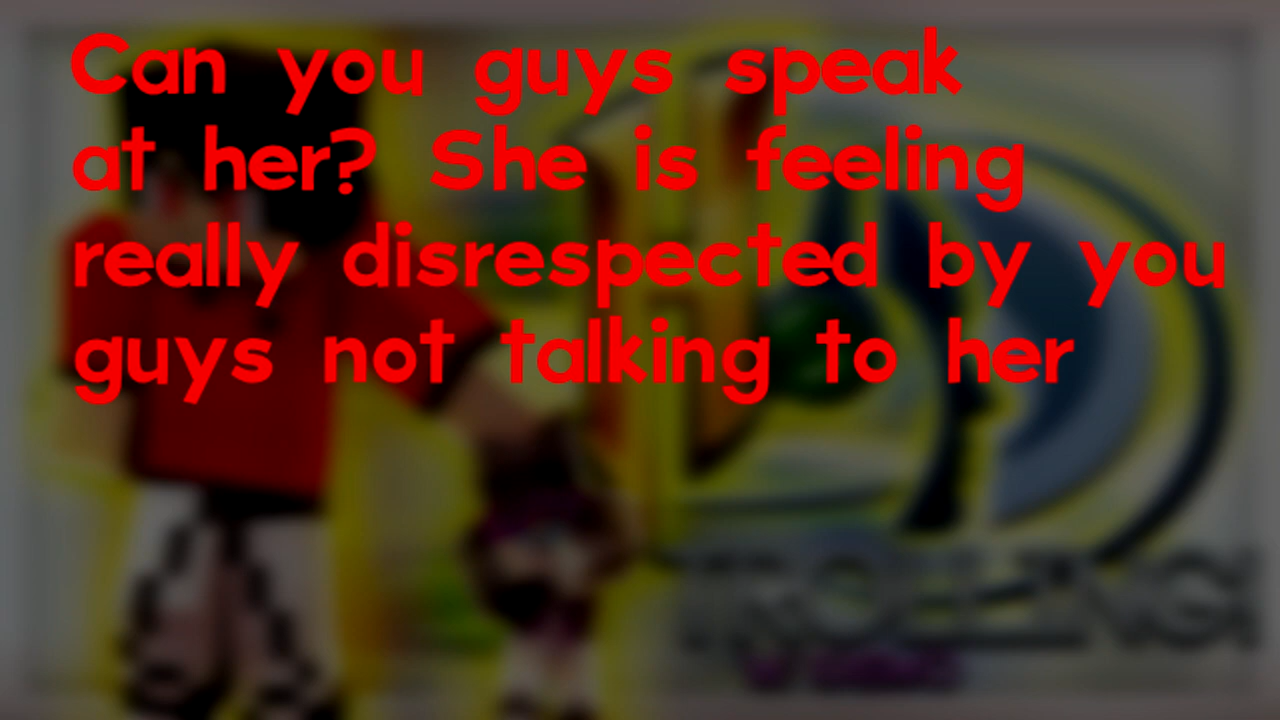 Can you guys speak
at her? She is feeling
really disrespected by you
guys not talking to her